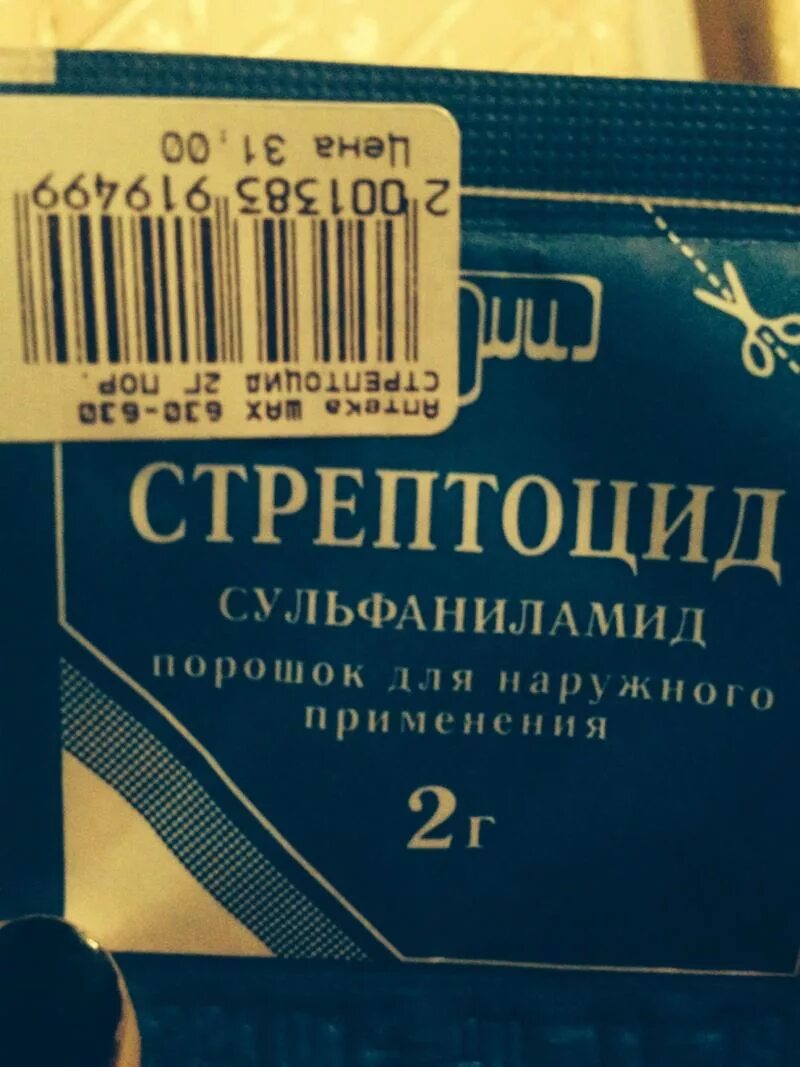 Аптека ШАХ 630-630
СТРЕПТОЦИД 2Г ПОР.
2 001383 919499
Цена 31,00
СТРЕПТОЦИД
СУЛЬФАНИЛАМИД
порошок для наружного
применения
2 г